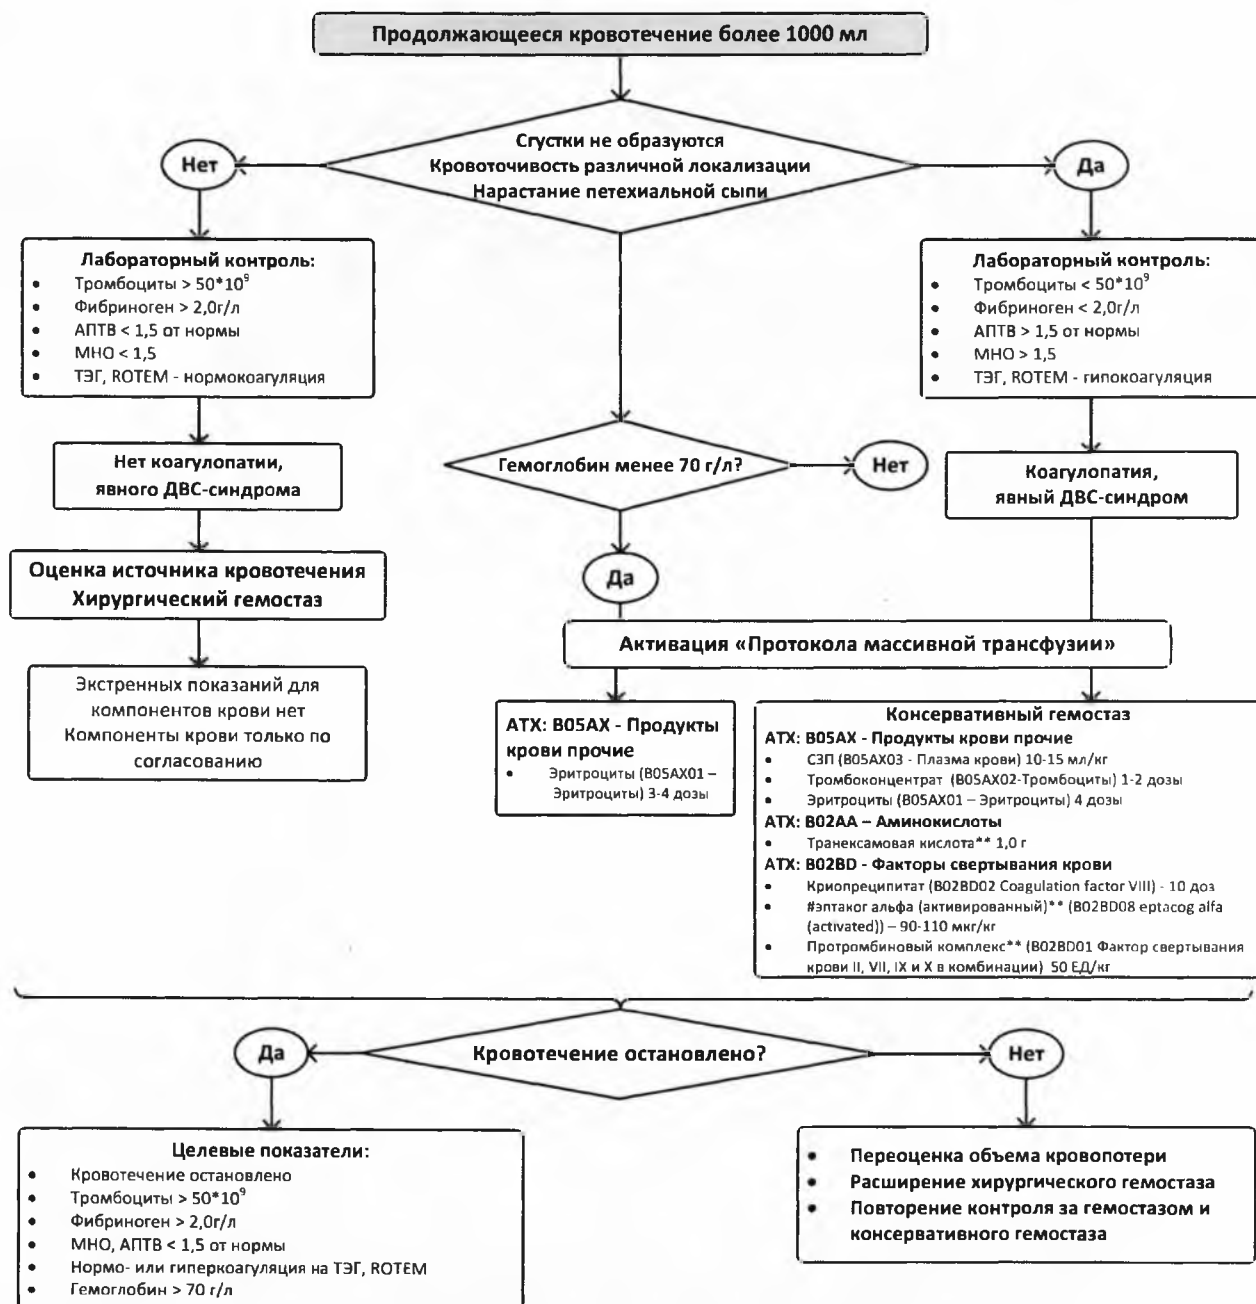 Продолжающееся кровотечение более 1000 мл
Сгустки не образуются
Кровоточивость различной локализации
Нарастание петехиальной сыпи
Нет
Да
Лабораторный контроль:
• Тромбоциты > 50*10⁹
• Фибриноген > 2,0г/л
• АПТВ < 1,5 от нормы
• МНО < 1,5
• ТЭГ, ROTEM - нормокоагуляция
Лабораторный контроль:
• Тромбоциты < 50*10⁹
• Фибриноген < 2,0г/л
• АПТВ > 1,5 от нормы
• МНО > 1,5
• ТЭГ, ROTEM - гипокоагуляция
Нет коагулопатии,
явного ДВС-синдрома
Гемоглобин менее 70 г/л?
Нет
Коагулопатия,
явный ДВС-синдром
Оценка источника кровотечения
Хирургический гемостаз
Да
Активация «Протокола массивной трансфузии»
Экстренных показаний для
компонентов крови нет
Компоненты крови только по
согласованию
АТХ: B05AX - Продукты
крови прочие
• Эритроциты (B05AX01 –
Эритроциты) 3-4 дозы
Консервативный гемостаз
АТХ: B05AX - Продукты крови прочие
• СЗП (B05AX03 - Плазма крови) 10-15 мл/кг
• Тромбоконцентрат (B05AX02-Тромбоциты) 1-2 дозы
• Эритроциты (B05AX01 – Эритроциты) 4 дозы
АТХ: B02AA – Аминокислоты
• Транексамовая кислота** 1,0 г
АТХ: B02BD - Факторы свертывания крови
• Криопреципитат (B02BD02 Coagulation factor VIII) - 10 доз
• #эптаког альфа (активированный)** (B02BD08 eptacog alfa
(activated)) – 90-110 мкг/кг
• Протромбиновый комплекс** (B02BD01 Фактор свертывания
крови II, VII, IX и X в комбинации) 50 ЕД/кг
Да
Кровотечение остановлено?
Нет
Целевые показатели:
• Кровотечение остановлено
• Тромбоциты > 50*10⁹
• Фибриноген > 2,0г/л
• МНО, АПТВ < 1,5 от нормы
• Нормо- или гиперкоагуляция на ТЭГ, ROTEM
• Гемоглобин > 70 г/л
• Переоценка объема кровопотери
• Расширение хирургического гемостаза
• Повторение контроля за гемостазом и
консервативного гемостаза